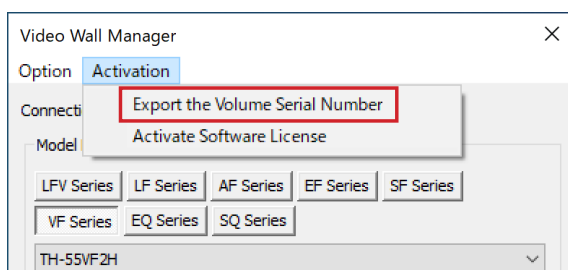 Video Wall Manager
Option Activation
Export the Volume Serial Number
Connecti
Activate Software License
Model
LFV Series LF Series AF Series EF Series SF Series
VF Series EQ Series SQ Series
TH-55VF2H